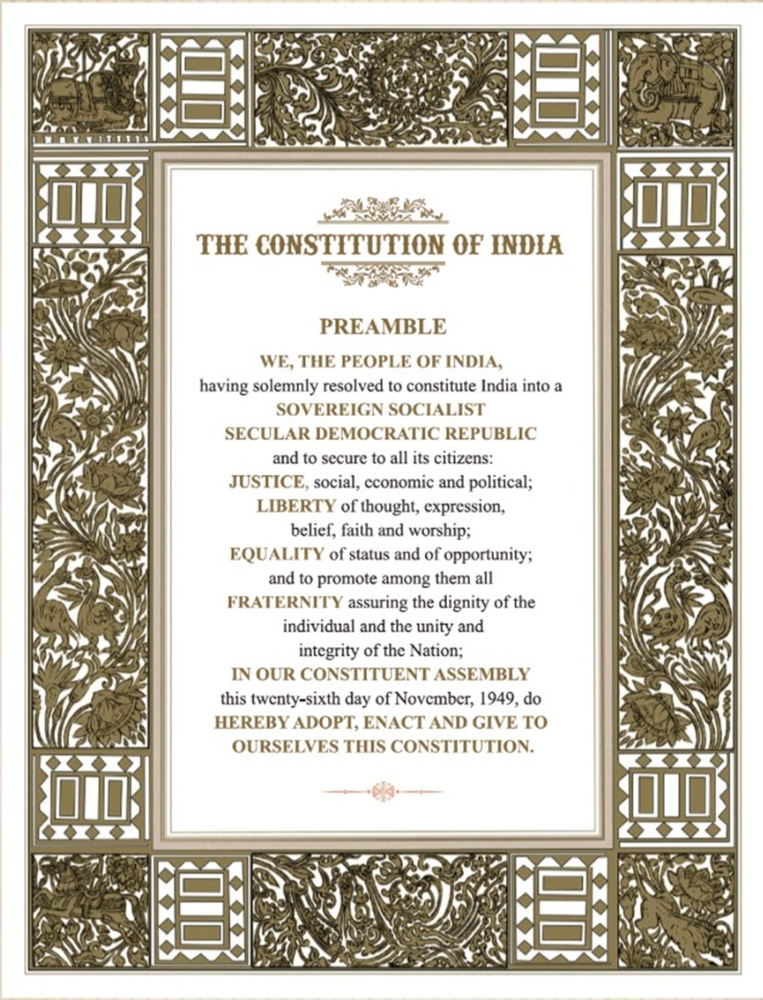 THE CONSTITUTION OF INDIA
PREAMBLE
WE, THE PEOPLE OF INDIA,
having solemnly resolved to constitute India into a
SOVEREIGN SOCIALIST
SECULAR DEMOCRATIC REPUBLIC
and to secure to all its citizens:
JUSTICE, social, economic and political;
LIBERTY of thought, expression,
belief, faith and worship;
EQUALITY of status and of opportunity;
and to promote among them all
FRATERNITY assuring the dignity of the
individual and the unity and
integrity of the Nation;
IN OUR CONSTITUENT ASSEMBLY
this twenty-sixth day of November, 1949, do
HEREBY ADOPT, ENACT AND GIVE TO
OURSELVES THIS CONSTITUTION.